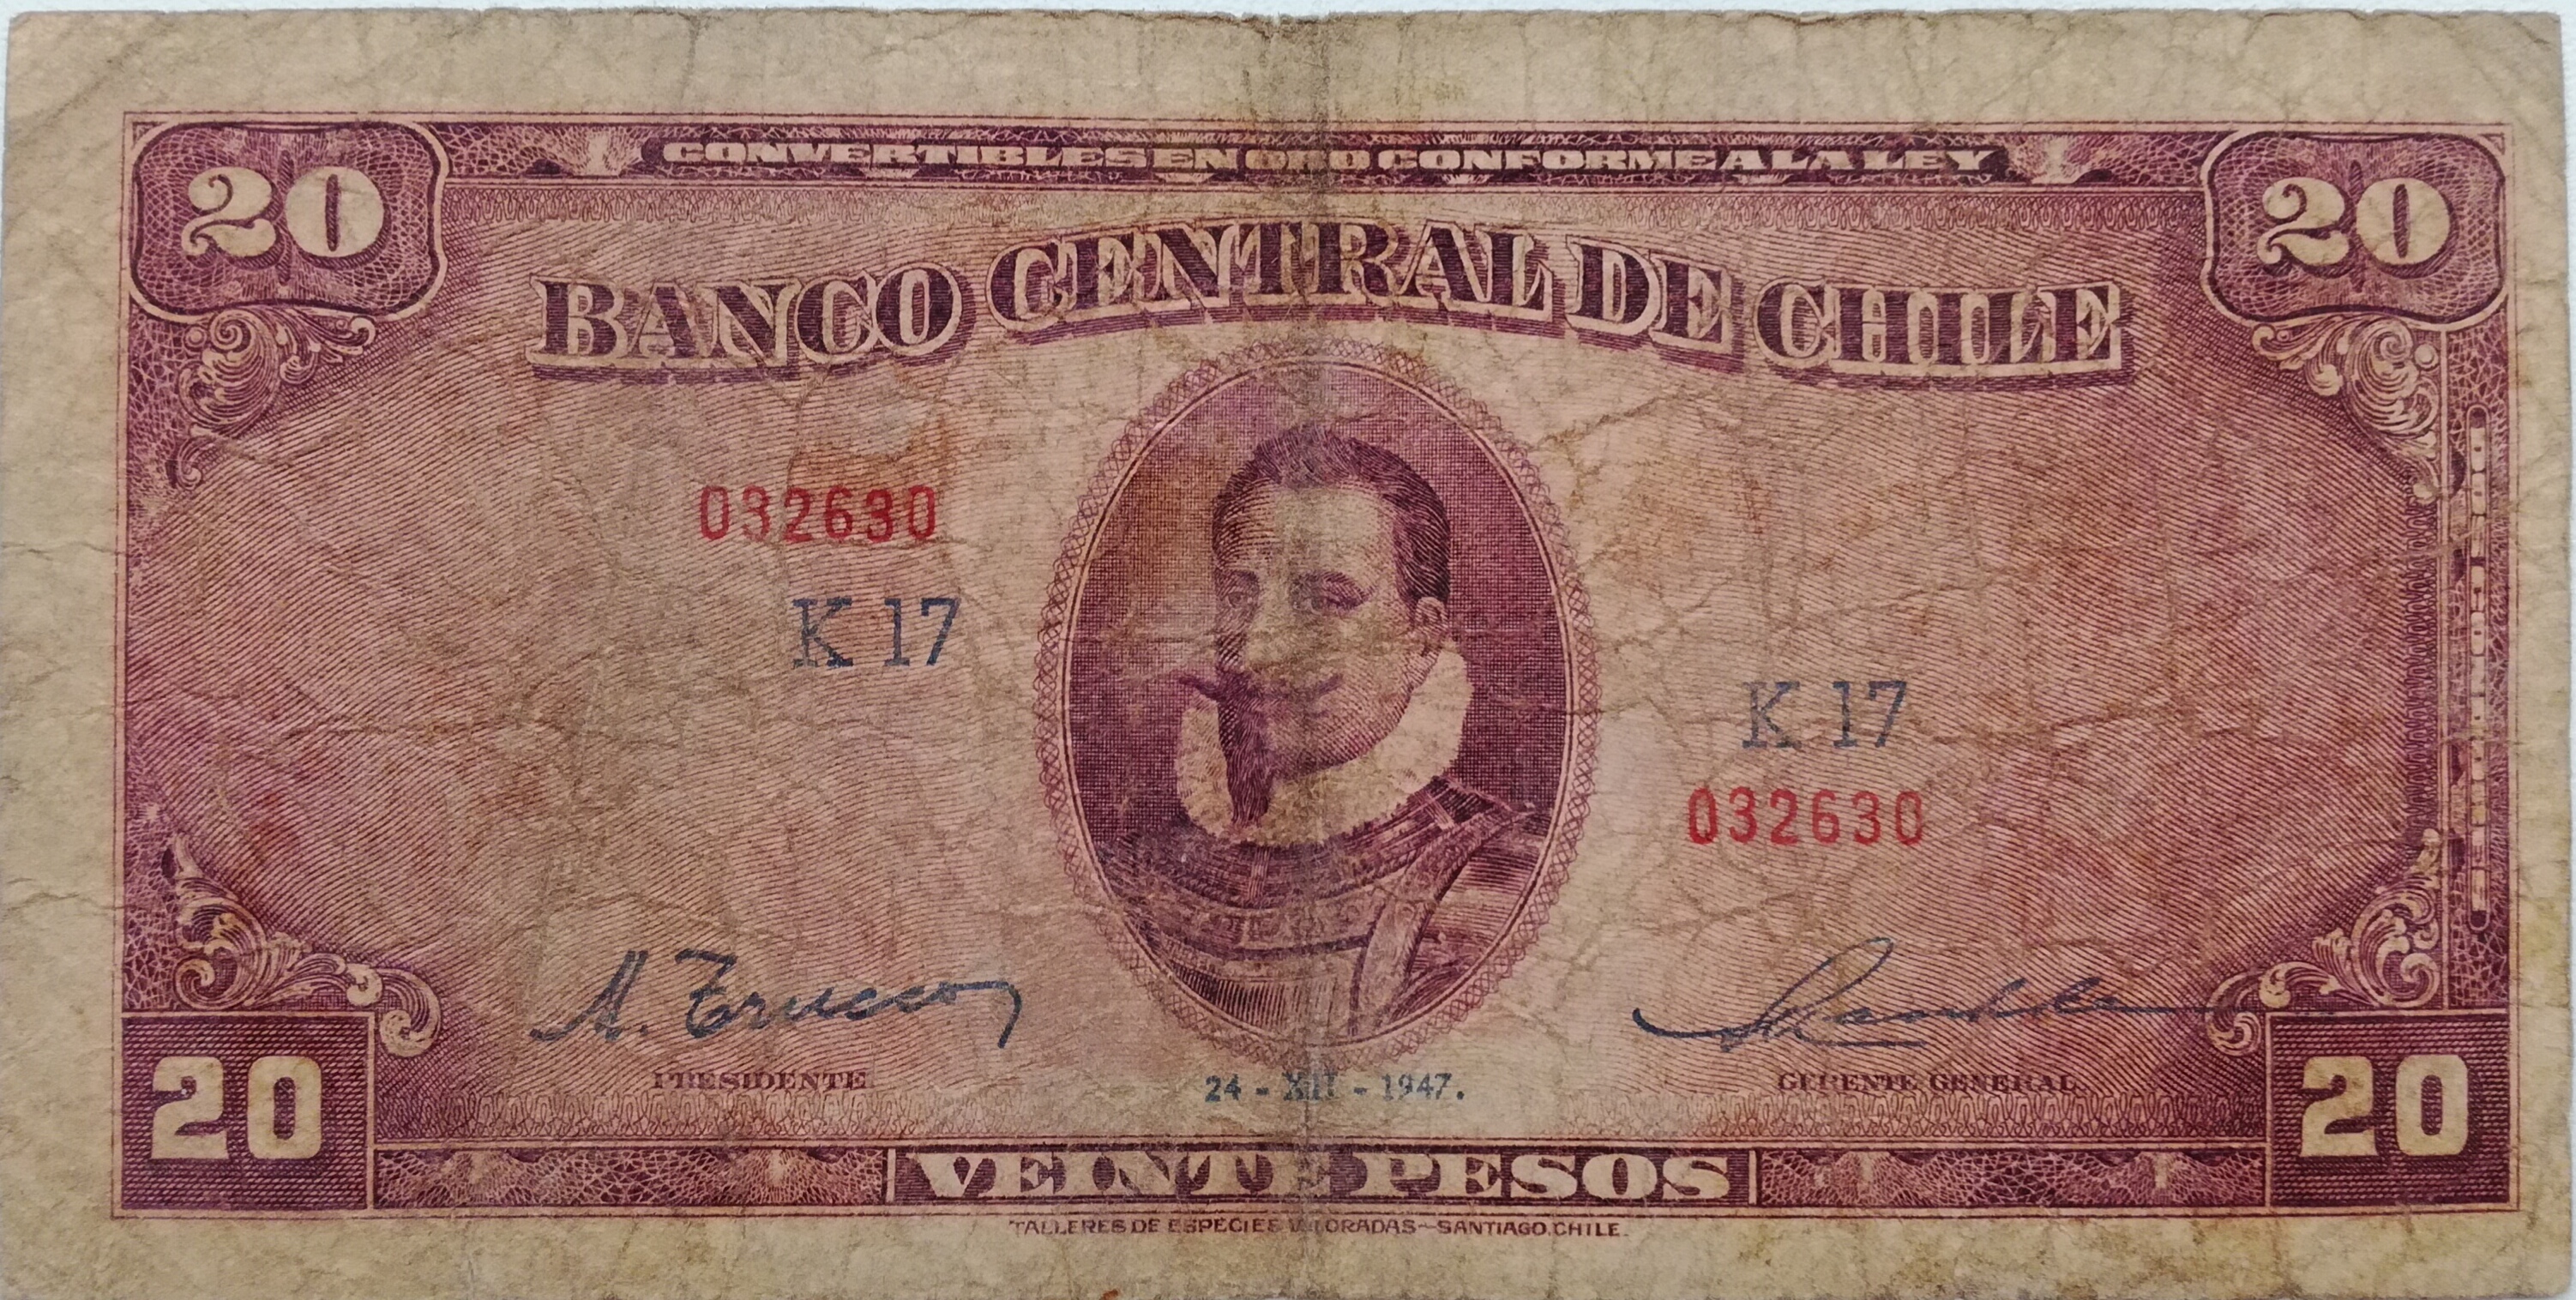 CONVERTIBLES EN ORO CONFORME A LA LEY
20
20
BANCO CENTRAL DE CHILE
032630
K 17
K 17
032630
A. Trucco
PRESIDENTE
24 - XII - 1947.
GERENTE GENERAL
20
VEINTE PESOS
20
TALLERES DE ESPECIES VALORADAS-SANTIAGO.CHILE.